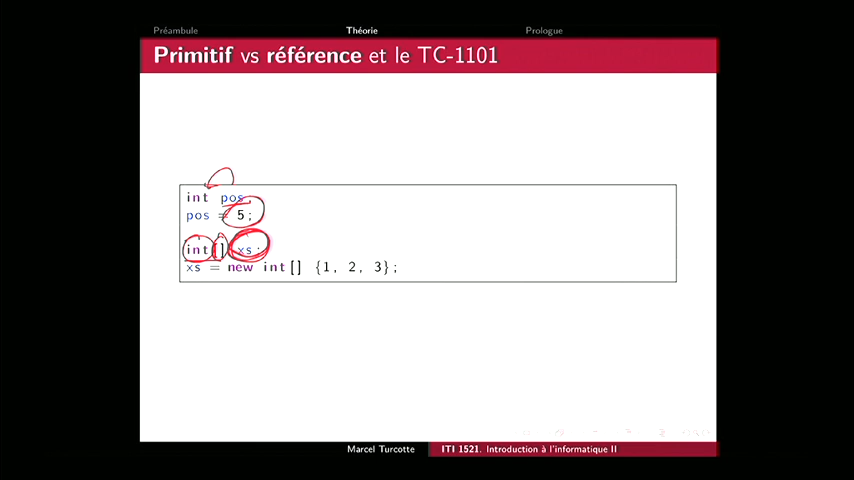 Préambule Théorie Prologue
Primitif vs référence et le TC-1101
int pos;
pos = 5;
int[] xs;
xs = new int[] {1, 2, 3};
Marcel Turcotte ITI 1521. Introduction à l'informatique II